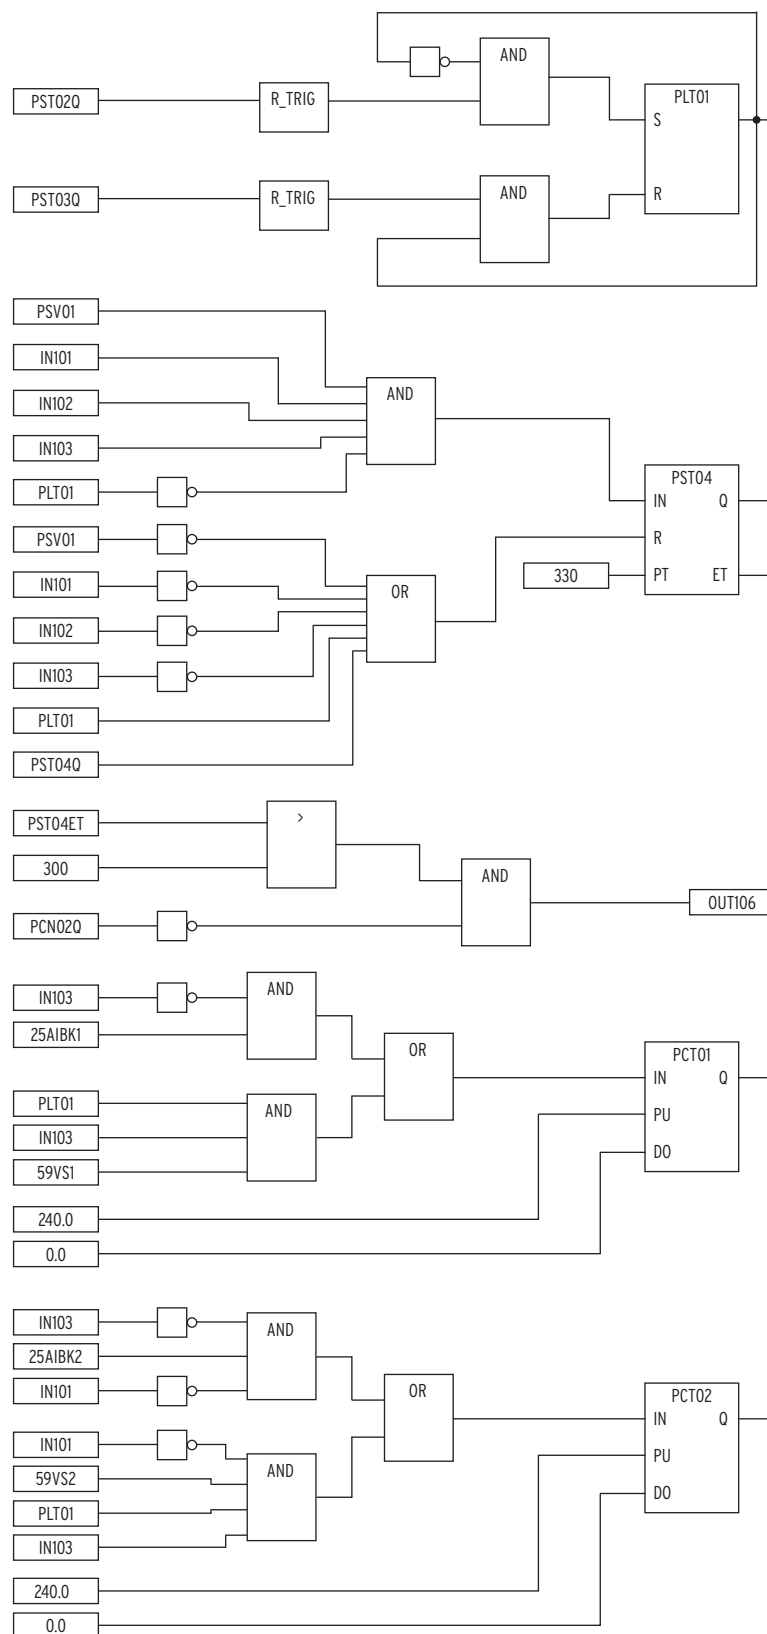 AND
PLT01
PST02Q
R_TRIG
S
PST03Q
R_TRIG
AND
R
PSV01
IN101
IN102
AND
IN103
PLT01
PST04
IN
Q
PSV01
R
IN101
330
PT
ET
OR
IN102
IN103
PLT01
PST04Q
PST04ET
>
300
AND
PCN02Q
OUT106
IN103
AND
25AIBK1
OR
PCT01
IN
Q
PLT01
AND
PU
IN103
59VS1
DO
240.0
0.0
IN103
AND
25AIBK2
IN101
OR
PCT02
IN
Q
IN101
PU
59VS2
AND
DO
PLT01
IN103
240.0
0.0